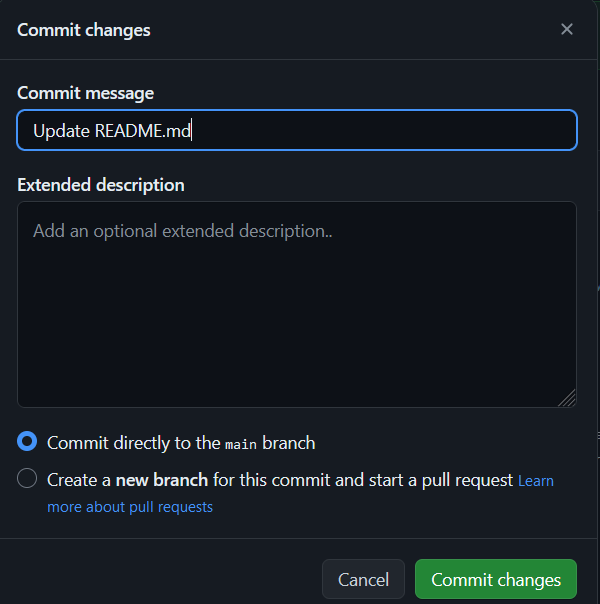 Commit changes
Commit message
Update README.md
Extended description
Add an optional extended description..
Commit directly to the main branch
Create a new branch for this commit and start a pull request Learn
more about pull requests
Cancel
Commit changes